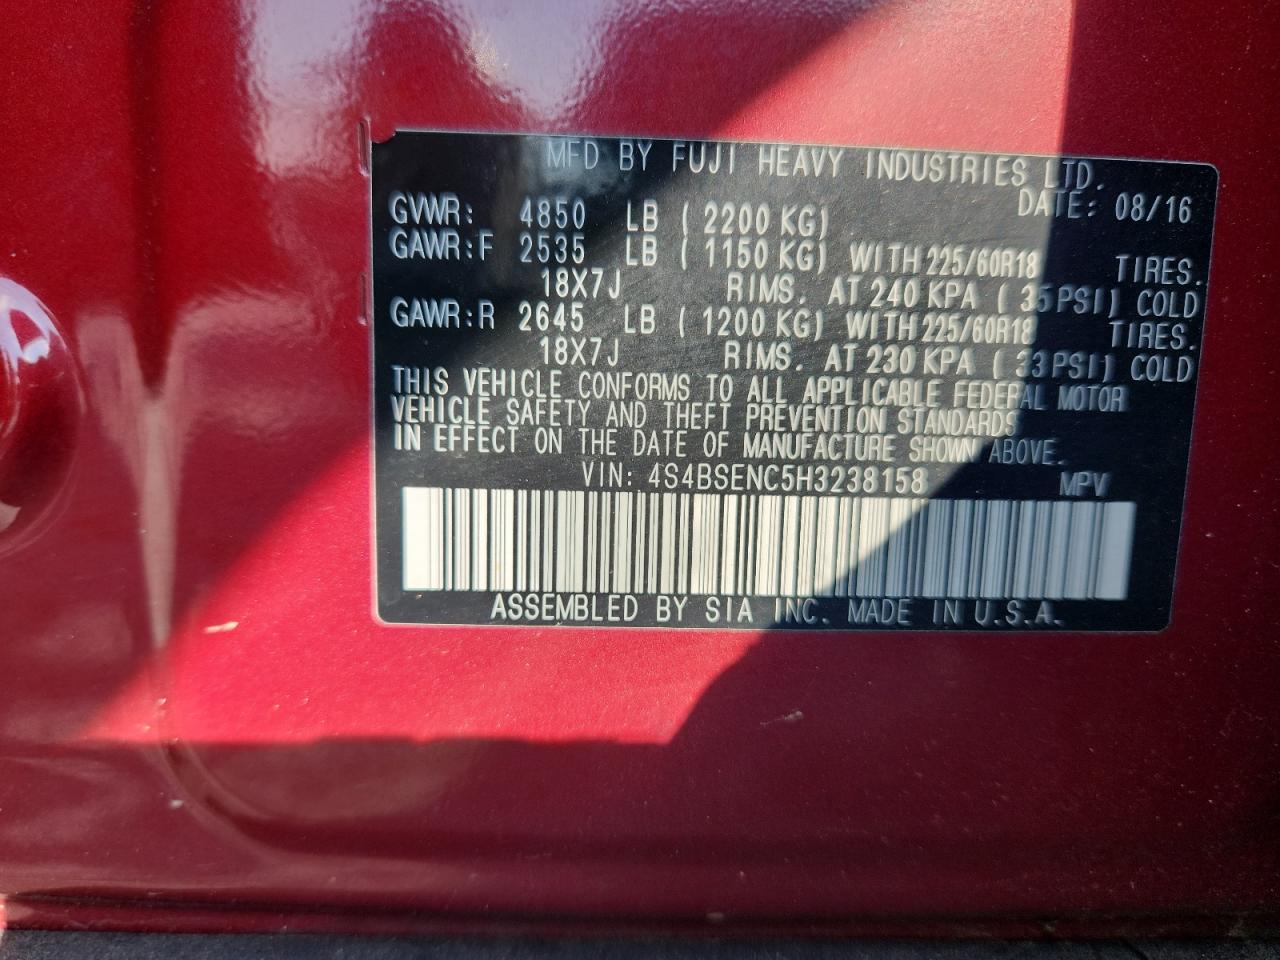 MFD BY FUJI HEAVY INDUSTRIES LTD.
DATE: 08/16
GVWR: 4850 LB ( 2200 KG)
GAWR:F 2535 LB ( 1150 KG) WITH 225/60R18 TIRES.
18X7J RIMS. AT 240 KPA ( 35 PSI) COLD
GAWR:R 2645 LB ( 1200 KG) WITH 225/60R18 TIRES.
18X7J RIMS. AT 230 KPA ( 33 PSI) COLD
THIS VEHICLE CONFORMS TO ALL APPLICABLE FEDERAL MOTOR
VEHICLE SAFETY AND THEFT PREVENTION STANDARDS
IN EFFECT ON THE DATE OF MANUFACTURE SHOWN ABOVE.
VIN: 4S4BSENC5H3238158 MPV
ASSEMBLED BY SIA INC. MADE IN U.S.A.